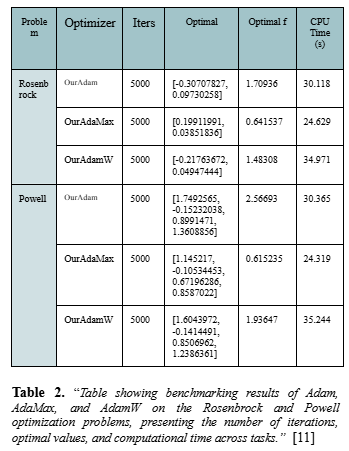 Proble
m Optimizer Iters Optimal Optimal f CPU
Time
(s)
Rosenb
rock OurAdam 5000 [-0.30707827,
0.09730258] 1.70936 30.118
OurAdaMax 5000 [0.19911991,
0.03851836] 0.641537 24.629
OurAdamW 5000 [-0.21763672,
0.04947444] 1.48308 34.971
Powell OurAdam 5000 [1.7492565,
-0.15232038,
0.8991471,
1.3608856] 2.56693 30.365
OurAdaMax 5000 [1.145217,
-0.10534453,
0.67196286,
0.8587022] 0.615235 24.319
OurAdamW 5000 [1.6043972,
-0.1414491,
0.8506962,
1.2386361] 1.93647 35.244
Table 2. “Table showing benchmarking results of Adam,
AdaMax, and AdamW on the Rosenbrock and Powell
optimization problems, presenting the number of iterations,
optimal values, and computational time across tasks.” [11]